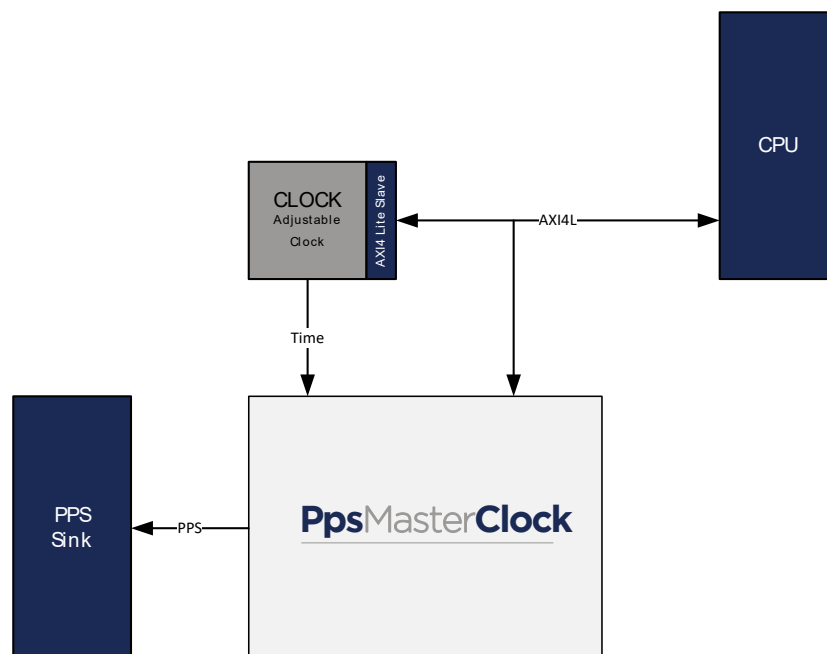 CPU
CLOCK
Adjustable
Clock
AXI4 Lite Slave
AXI4L
Time
PpsMasterClock
PPS
Sink
PPS